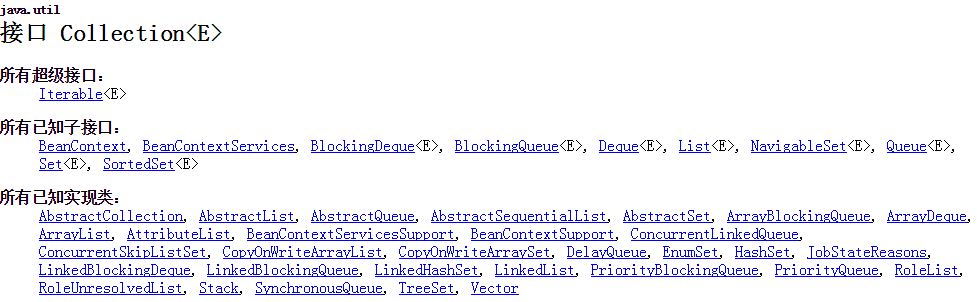 java.util
接口 Collection<E>
所有超级接口：
Iterable<E>
所有已知子接口：
BeanContext, BeanContextServices, BlockingDeque<E>, BlockingQueue<E>, Deque<E>, List<E>, NavigableSet<E>, Queue<E>,
Set<E>, SortedSet<E>
所有已知实现类：
AbstractCollection, AbstractList, AbstractQueue, AbstractSequentialList, AbstractSet, ArrayBlockingQueue, ArrayDeque,
ArrayList, AttributeList, BeanContextServicesSupport, BeanContextSupport, ConcurrentLinkedQueue,
ConcurrentSkipListSet, CopyOnWriteArrayList, CopyOnWriteArraySet, DelayQueue, EnumSet, HashSet, JobStateReasons,
LinkedBlockingDeque, LinkedBlockingQueue, LinkedHashSet, LinkedList, PriorityBlockingQueue, PriorityQueue, RoleList,
RoleUnresolvedList, Stack, SynchronousQueue, TreeSet, Vector